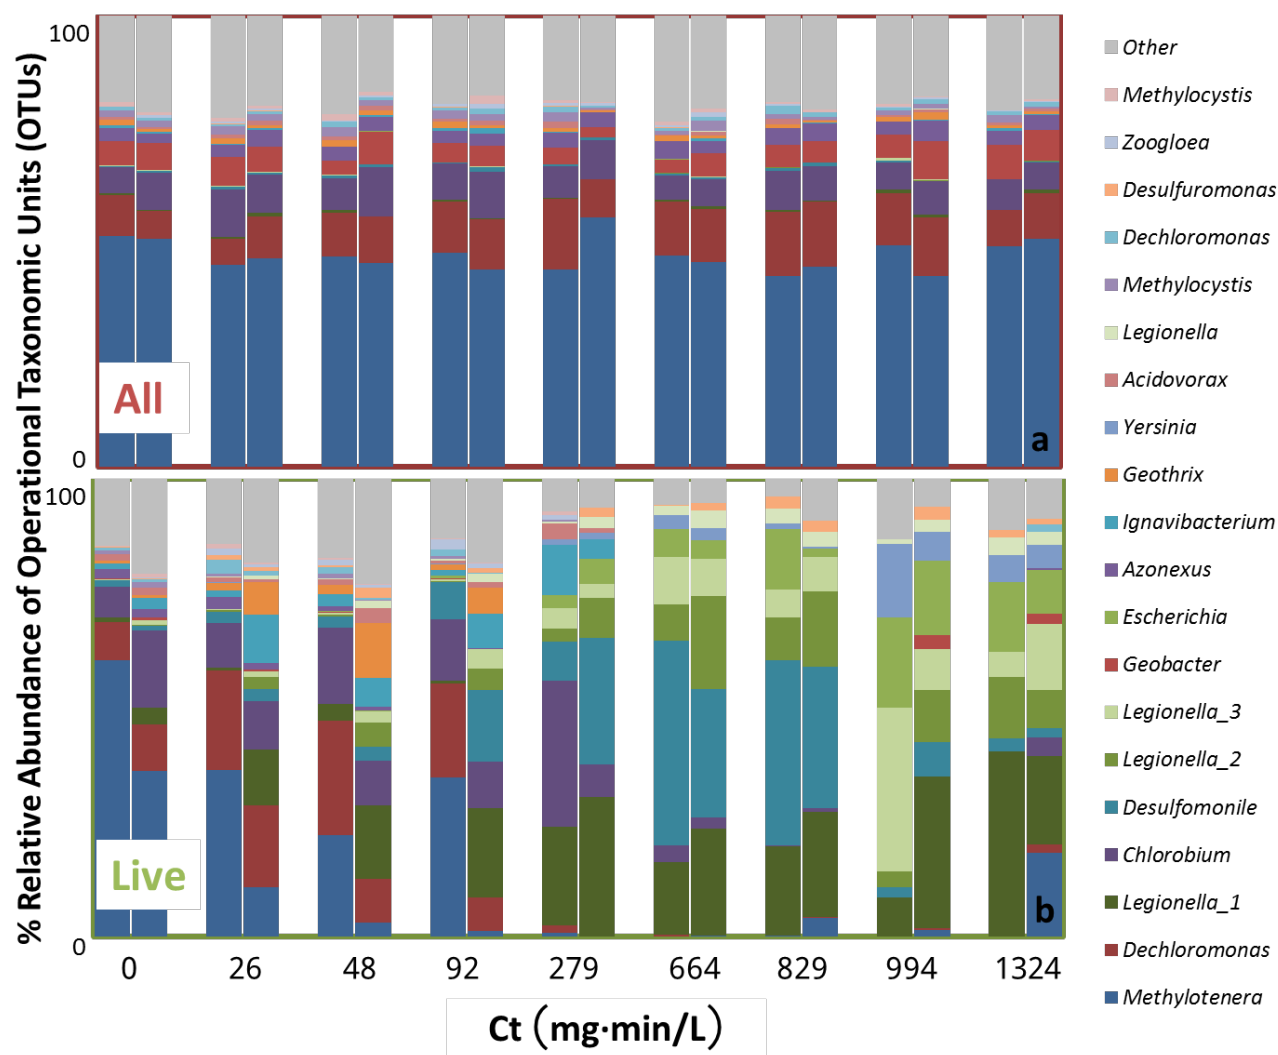 % Relative Abundance of Operational Taxonomic Units (OTUs)
100
0
All
a
100
0
Live
b
0 26 48 92 279 664 829 994 1324
Ct (mg·min/L)
Other
Methylocystis
Zoogloea
Desulfuromonas
Dechloromonas
Methylocystis
Legionella
Acidovorax
Yersinia
Geothrix
Ignavibacterium
Azonexus
Escherichia
Geobacter
Legionella_3
Legionella_2
Desulfomonile
Chlorobium
Legionella_1
Dechloromonas
Methylotenera